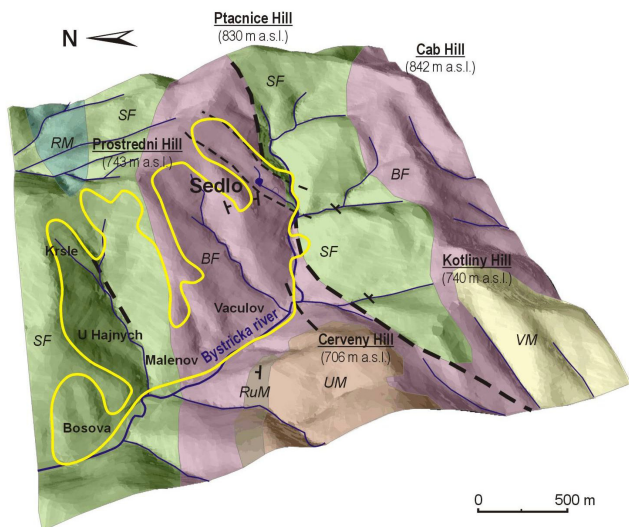 Ptacnice Hill
(830 m a.s.l.)
N
Cab Hill
(842 m a.s.l.)
SF
SF
RM
Prostredni Hill
(743 m a.s.l.)
Sedlo
BF
Krsle
BF
SF
Kotliny Hill
(740 m a.s.l.)
Vaculov
U Hajnych
SF
Malenov
Bystricka river
Cerveny Hill
(706 m a.s.l.)
VM
RuM
UM
Bosova
0
500 m